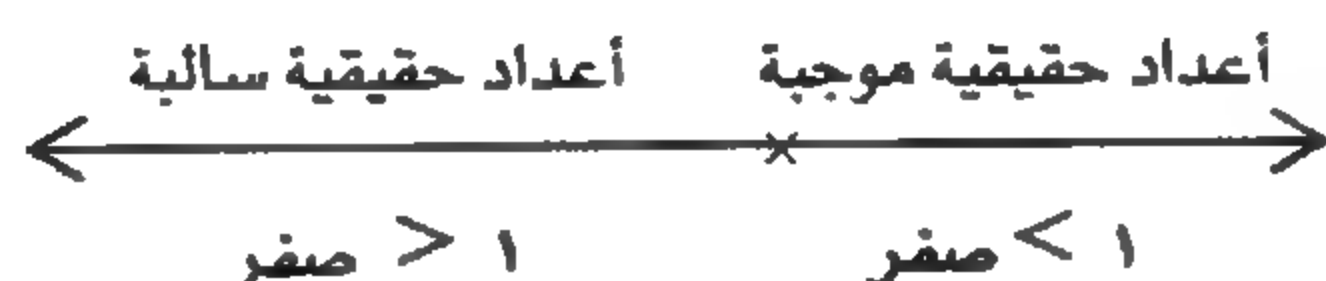 أعداد حقيقية موجبة أعداد حقيقية سالبة
١ < صفر ١ > صفر